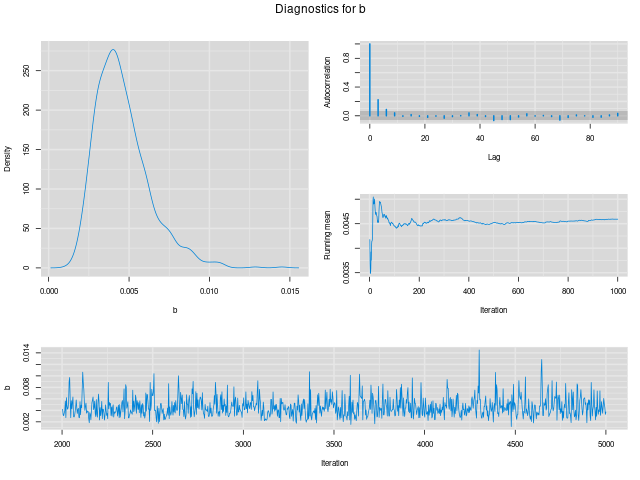 Diagnostics for b
Density
250
200
150
100
50
0
0.000 0.005 0.010 0.015
b
Autocorrelation
0.8
0.4
0.0
0 20 40 60 80
Lag
Running mean
0.0045
0.0035
0 200 400 600 800 1000
Iteration
b
0.014
0.008
0.002
2000 2500 3000 3500 4000 4500 5000
Iteration